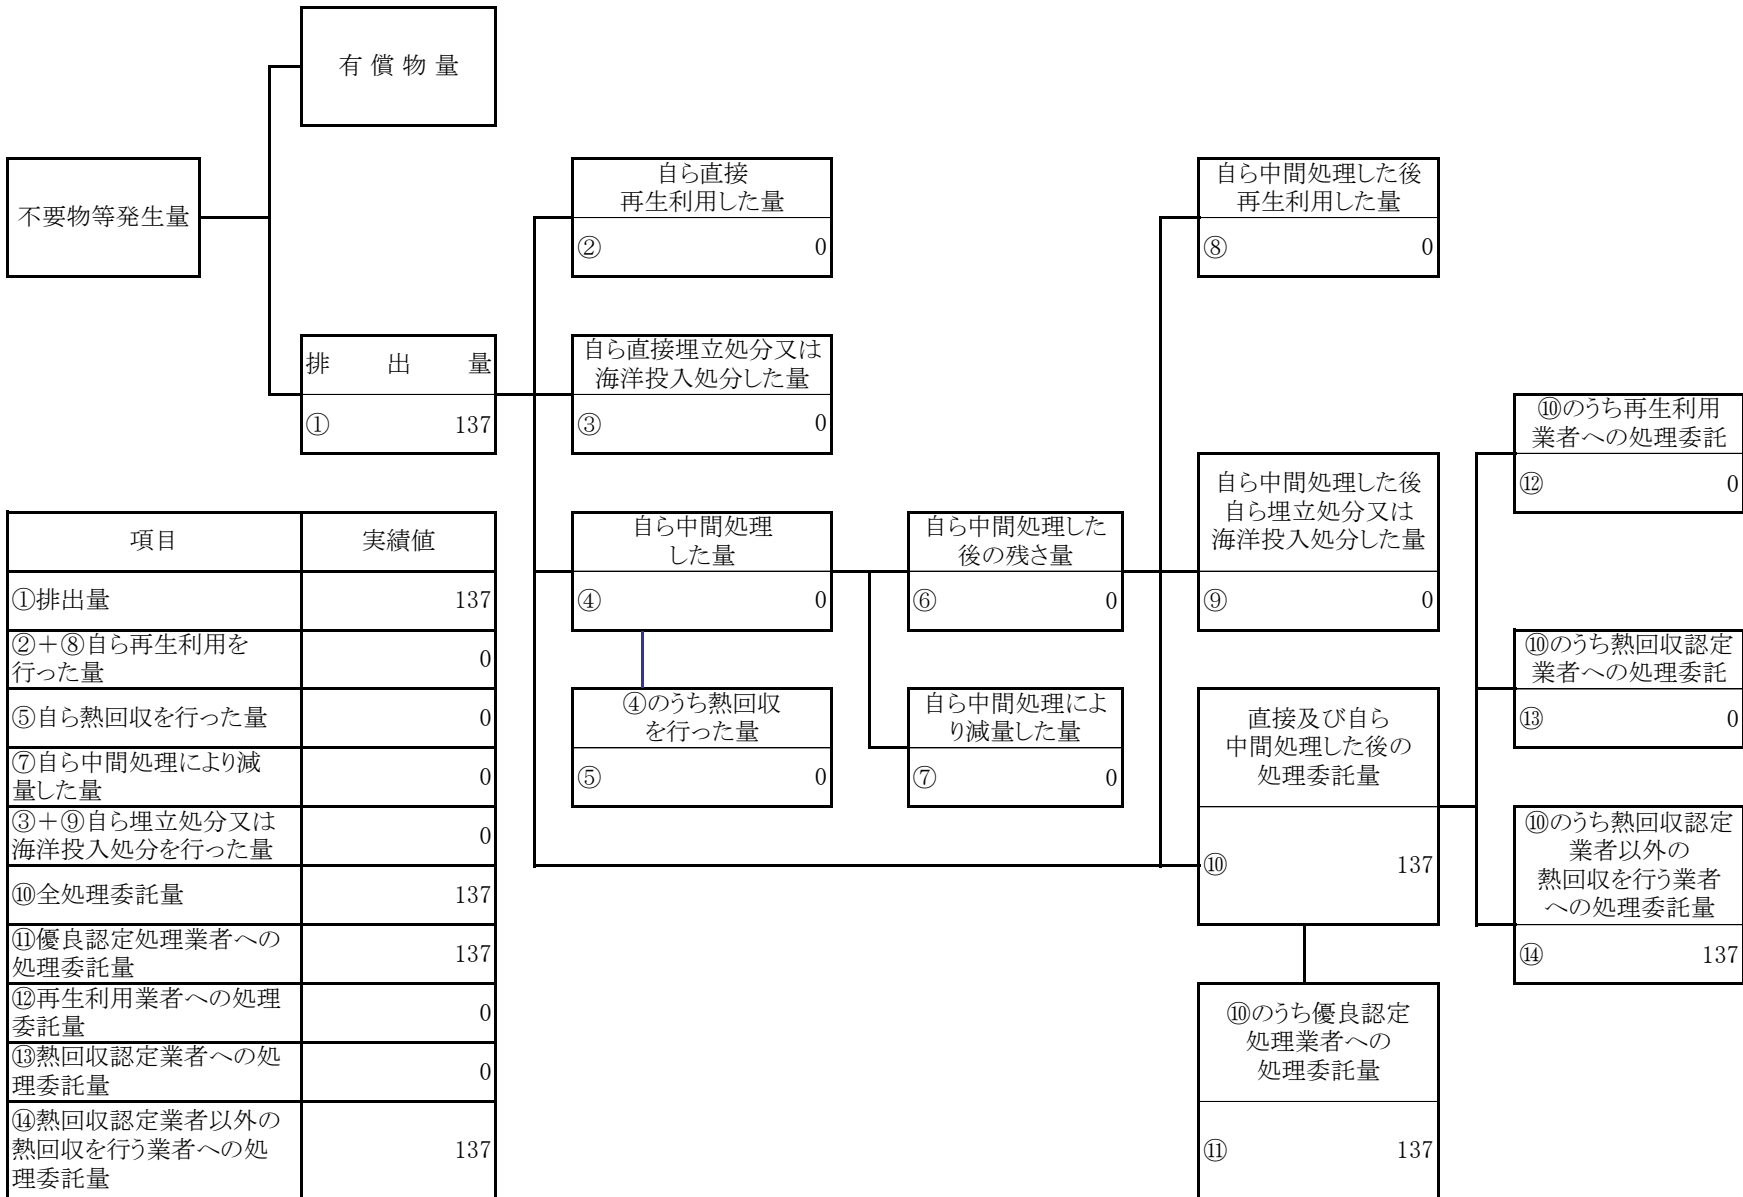 有 償 物 量
不要物等発生量
排 出 量
① 137
自ら直接
再生利用した量
② 0
自ら直接埋立処分又は
海洋投入処分した量
③ 0
自ら中間処理
した量
④ 0
④のうち熱回収
を行った量
⑤ 0
自ら中間処理した
後の残さ量
⑥ 0
自ら中間処理によ
り減量した量
⑦ 0
自ら中間処理した後
再生利用した量
⑧ 0
自ら中間処理した後
自ら埋立処分又は
海洋投入処分した量
⑨ 0
直接及び自ら
中間処理した後の
処理委託量
⑩ 137
⑩のうち優良認定
処理業者への
処理委託量
⑪ 137
⑩のうち再生利用
業者への処理委託
⑫ 0
⑩のうち熱回収認定
業者への処理委託
⑬ 0
⑩のうち熱回収認定
業者以外の
熱回収を行う業者
への処理委託量
⑭ 137
項目 実績値
①排出量 137
②＋⑧自ら再生利用を
行った量 0
⑤自ら熱回収を行った量 0
⑦自ら中間処理により減
量した量 0
③＋⑨自ら埋立処分又は
海洋投入処分を行った量 0
⑩全処理委託量 137
⑪優良認定処理業者への
処理委託量 137
⑫再生利用業者への処理
委託量 0
⑬熱回収認定業者への処
理委託量 0
⑭熱回収認定業者以外の
熱回収を行う業者への処
理委託量 137